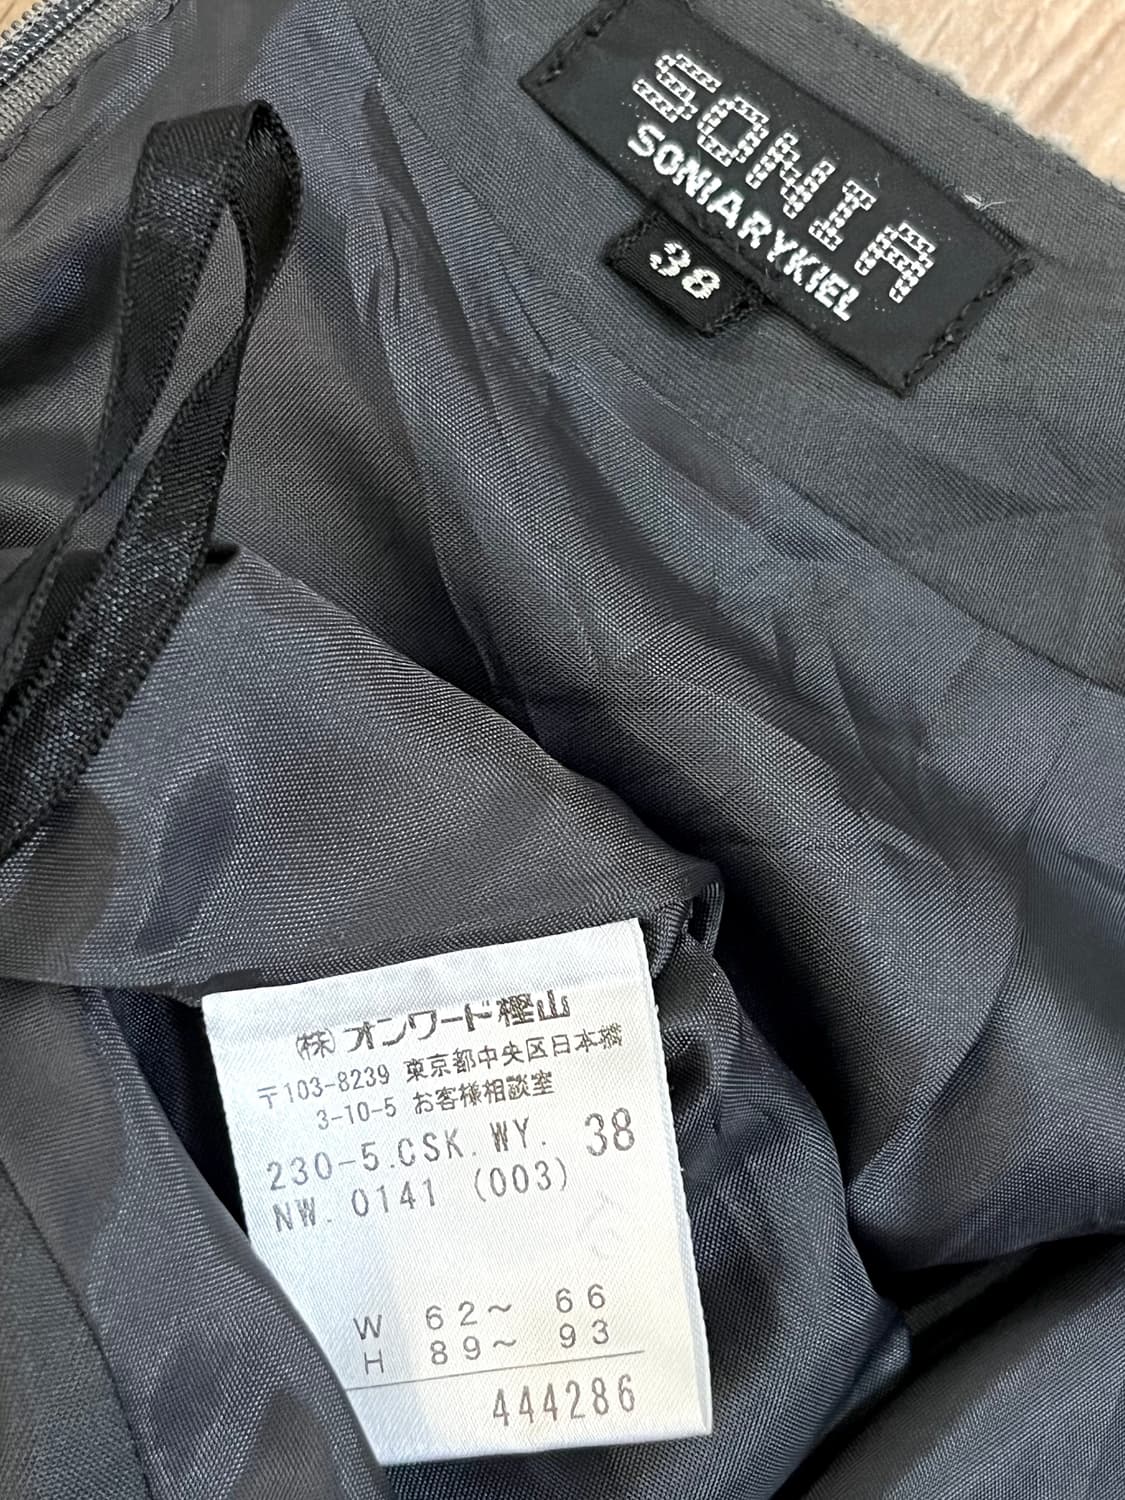 SONIA
SONIARYKIEL
38
(株)オンワード樫山
〒103-8239 東京都中央区日本橋
3-10-5 お客様相談室
230-5.CSK.WY. 38
NW. 0141 (003)
W 62～ 66
H 89～ 93
444286